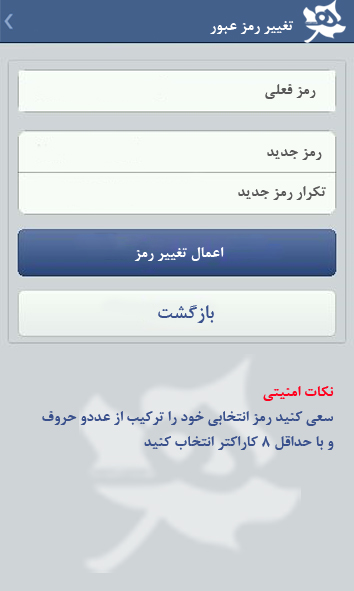 تغییر رمز عبور
رمز فعلی
رمز جدید
تکرار رمز جدید
اعمال تغییر رمز
بازگشت
نکات امنیتی
سعی کنید رمز انتخابی خود را ترکیب از عددو حروف
و با حداقل ۸ کاراکتر انتخاب کنید